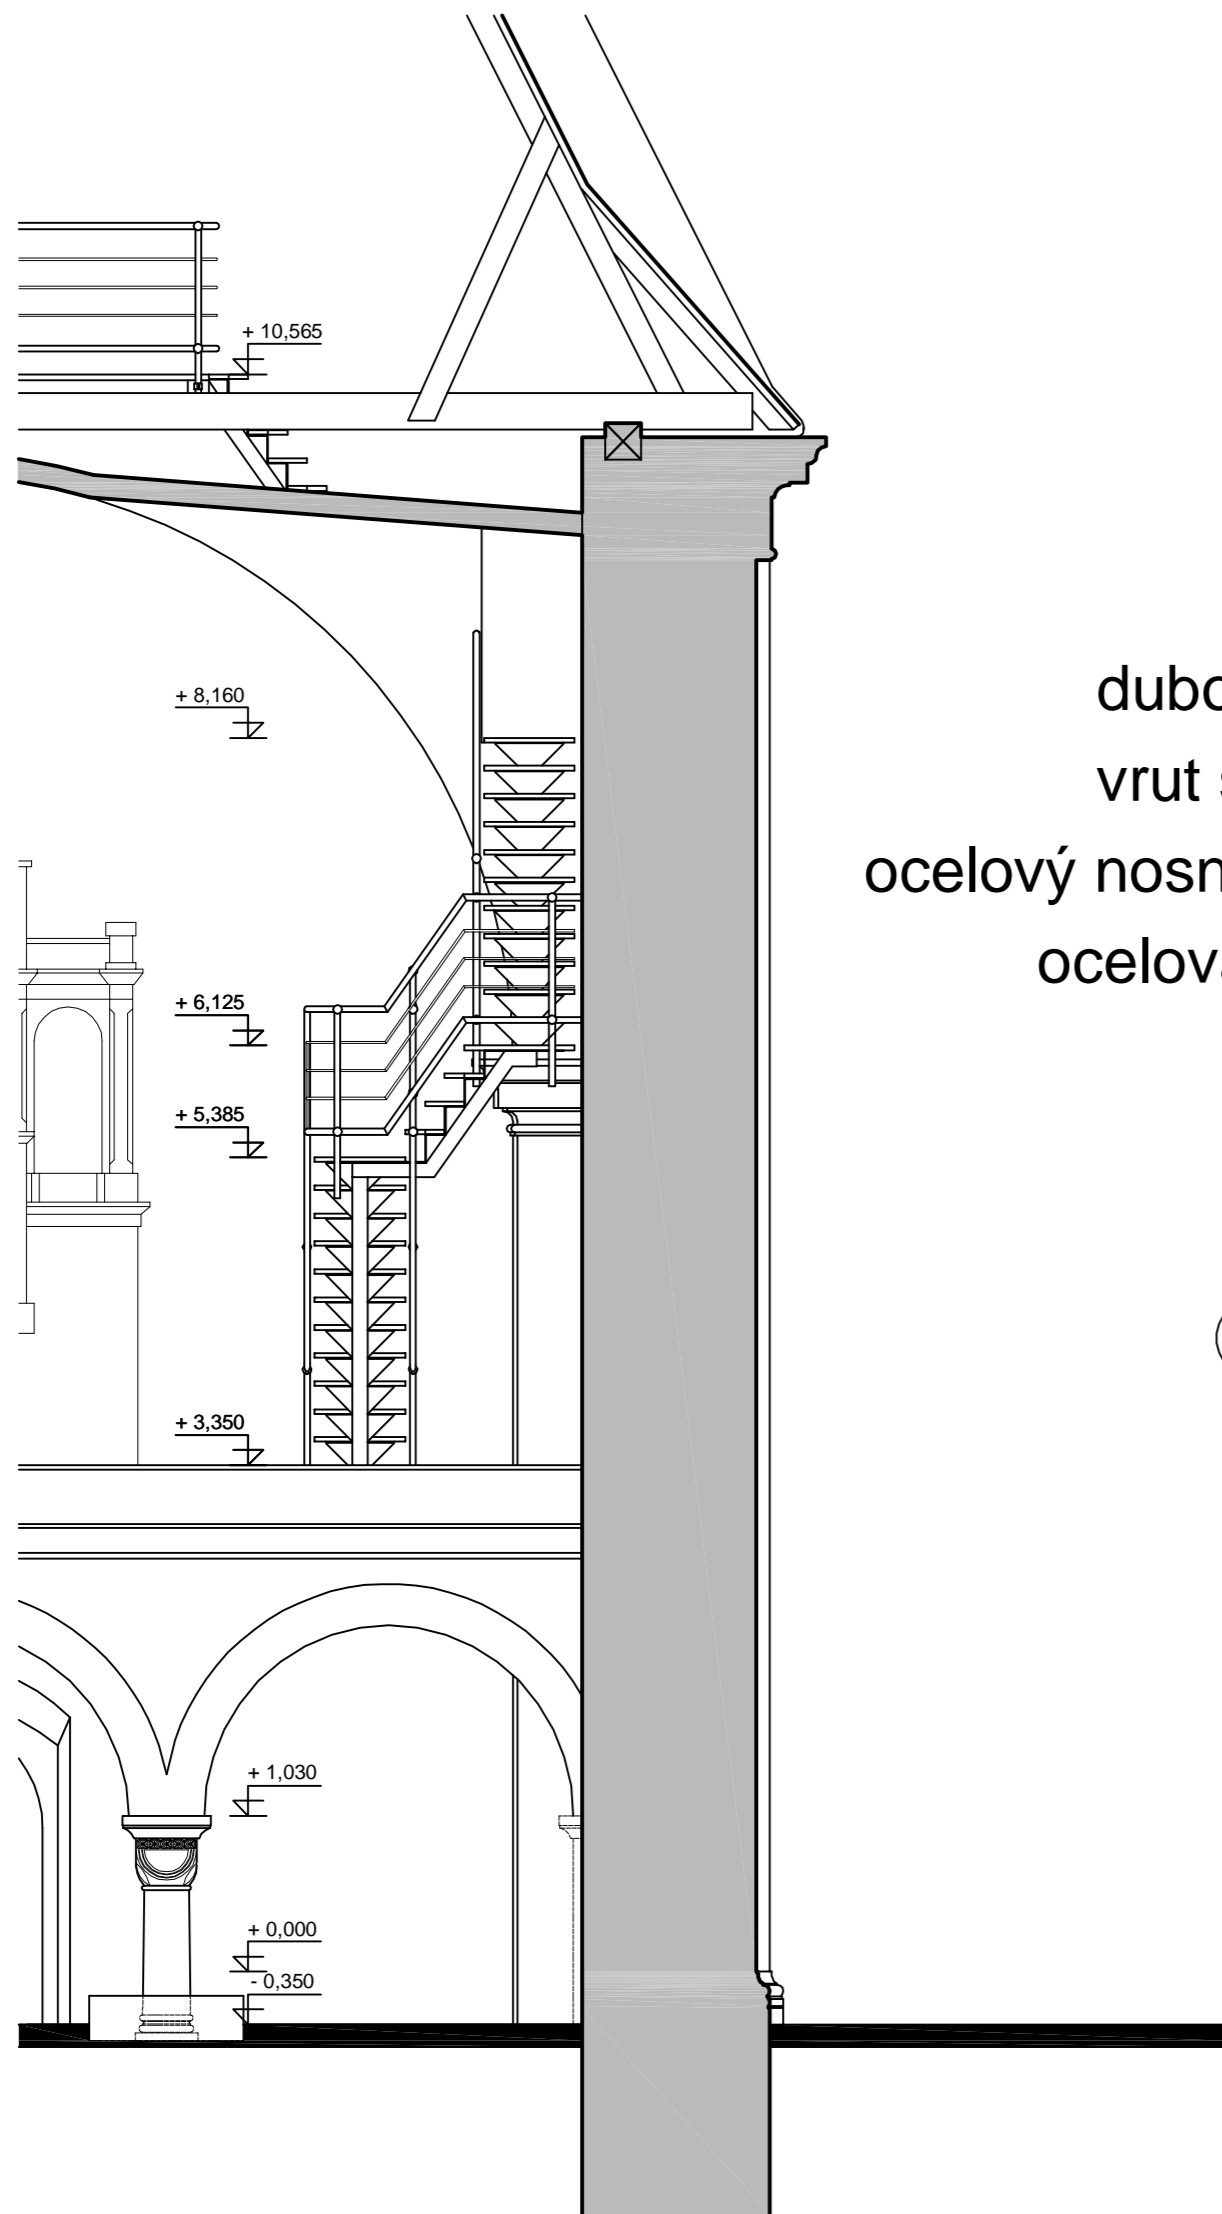 + 10,565
+ 8,160
dubo
vrut s
ocelový nosn
ocelova
+ 6,125
+ 5,385
+ 3,350
+ 1,030
+ 0,000
- 0,350